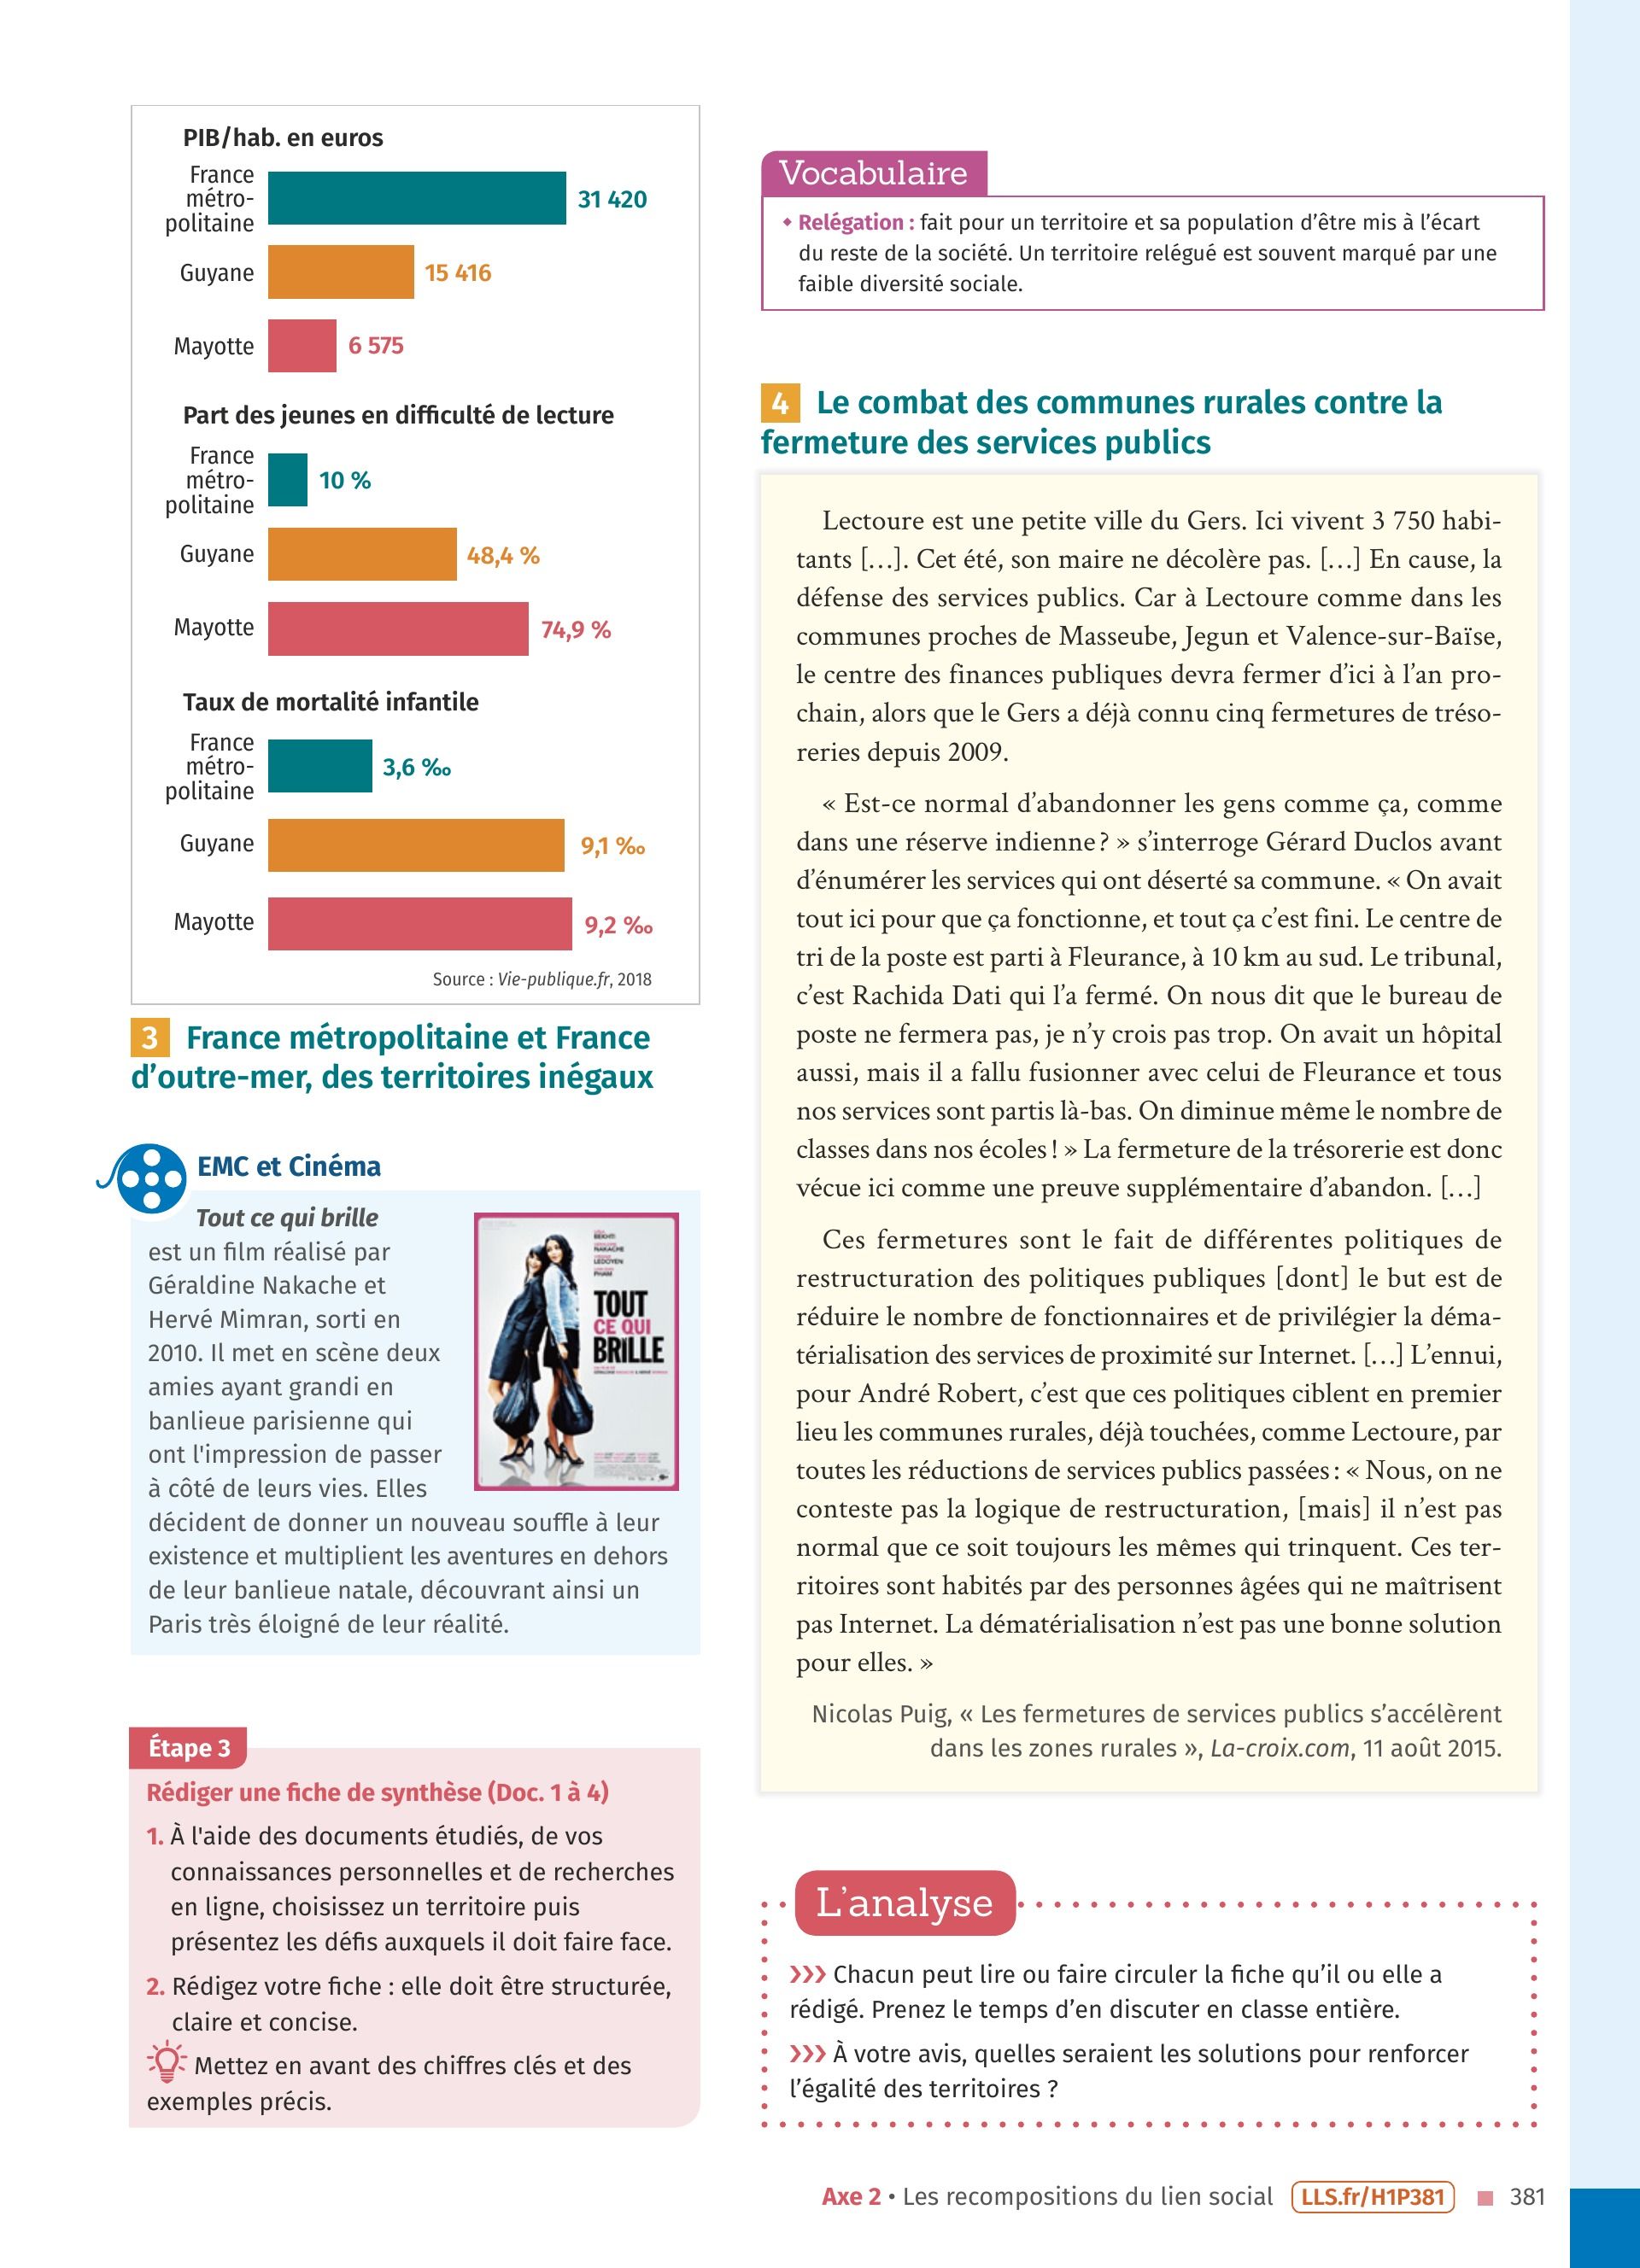 PIB/hab. en euros
France
métro-
politaine
31 420
Guyane
15 416
Mayotte
6 575
Part des jeunes en difficulté de lecture
France
métro-
politaine
10 %
Guyane
48,4 %
Mayotte
74,9 %
Taux de mortalité infantile
France
métro-
politaine
3,6 ‰
Guyane
9,1 ‰
Mayotte
9,2 ‰
Source : Vie-publique.fr, 2018
3 France métropolitaine et France
d’outre-mer, des territoires inégaux
EMC et Cinéma
Tout ce qui brille
est un film réalisé par
Géraldine Nakache et
Hervé Mimran, sorti en
2010. Il met en scène deux
amies ayant grandi en
banlieue parisienne qui
ont l'impression de passer
à côté de leurs vies. Elles
décident de donner un nouveau souffle à leur
existence et multiplient les aventures en dehors
de leur banlieue natale, découvrant ainsi un
Paris très éloigné de leur réalité.
TOUT
CE QUI
BRILLE
Étape 3
Rédiger une fiche de synthèse (Doc. 1 à 4)
1. À l'aide des documents étudiés, de vos
connaissances personnelles et de recherches
en ligne, choisissez un territoire puis
présentez les défis auxquels il doit faire face.
2. Rédigez votre fiche : elle doit être structurée,
claire et concise.
Mettez en avant des chiffres clés et des
exemples précis.
Vocabulaire
◆ Relégation : fait pour un territoire et sa population d’être mis à l’écart
du reste de la société. Un territoire relégué est souvent marqué par une
faible diversité sociale.
4 Le combat des communes rurales contre la
fermeture des services publics
Lectoure est une petite ville du Gers. Ici vivent 3 750 habi-
tants […]. Cet été, son maire ne décolère pas. […] En cause, la
défense des services publics. Car à Lectoure comme dans les
communes proches de Masseube, Jegun et Valence-sur-Baïse,
le centre des finances publiques devra fermer d’ici à l’an pro-
chain, alors que le Gers a déjà connu cinq fermetures de tréso-
reries depuis 2009.
« Est-ce normal d’abandonner les gens comme ça, comme
dans une réserve indienne ? » s’interroge Gérard Duclos avant
d’énumérer les services qui ont déserté sa commune. « On avait
tout ici pour que ça fonctionne, et tout ça c’est fini. Le centre de
tri de la poste est parti à Fleurance, à 10 km au sud. Le tribunal,
c’est Rachida Dati qui l’a fermé. On nous dit que le bureau de
poste ne fermera pas, je n’y crois pas trop. On avait un hôpital
aussi, mais il a fallu fusionner avec celui de Fleurance et tous
nos services sont partis là-bas. On diminue même le nombre de
classes dans nos écoles ! » La fermeture de la trésorerie est donc
vécue ici comme une preuve supplémentaire d’abandon. […]
Ces fermetures sont le fait de différentes politiques de
restructuration des politiques publiques [dont] le but est de
réduire le nombre de fonctionnaires et de privilégier la déma-
térialisation des services de proximité sur Internet. […] L’ennui,
pour André Robert, c’est que ces politiques ciblent en premier
lieu les communes rurales, déjà touchées, comme Lectoure, par
toutes les réductions de services publics passées : « Nous, on ne
conteste pas la logique de restructuration, [mais] il n’est pas
normal que ce soit toujours les mêmes qui trinquent. Ces ter-
ritoires sont habités par des personnes âgées qui ne maîtrisent
pas Internet. La dématérialisation n’est pas une bonne solution
pour elles. »
Nicolas Puig, « Les fermetures de services publics s’accélèrent
dans les zones rurales », La-croix.com, 11 août 2015.
L’analyse
››› Chacun peut lire ou faire circuler la fiche qu’il ou elle a
rédigé. Prenez le temps d’en discuter en classe entière.
››› À votre avis, quelles seraient les solutions pour renforcer
l’égalité des territoires ?
Axe 2 • Les recompositions du lien social LLS.fr/H1P381 381